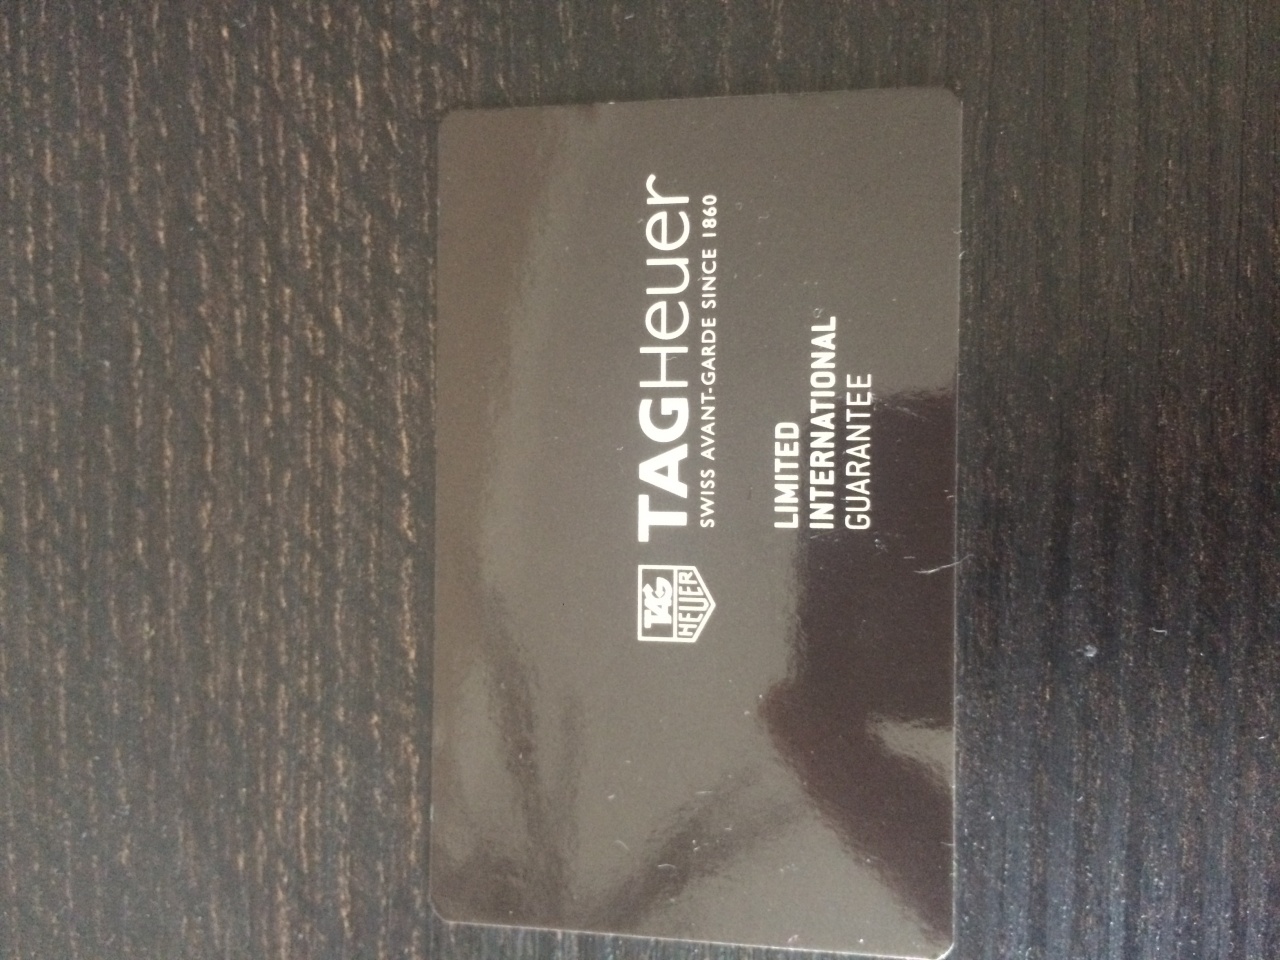 TAG
HEUER
TAGHeuer
SWISS AVANT-GARDE SINCE 1860
LIMITED
INTERNATIONAL
GUARANTEE